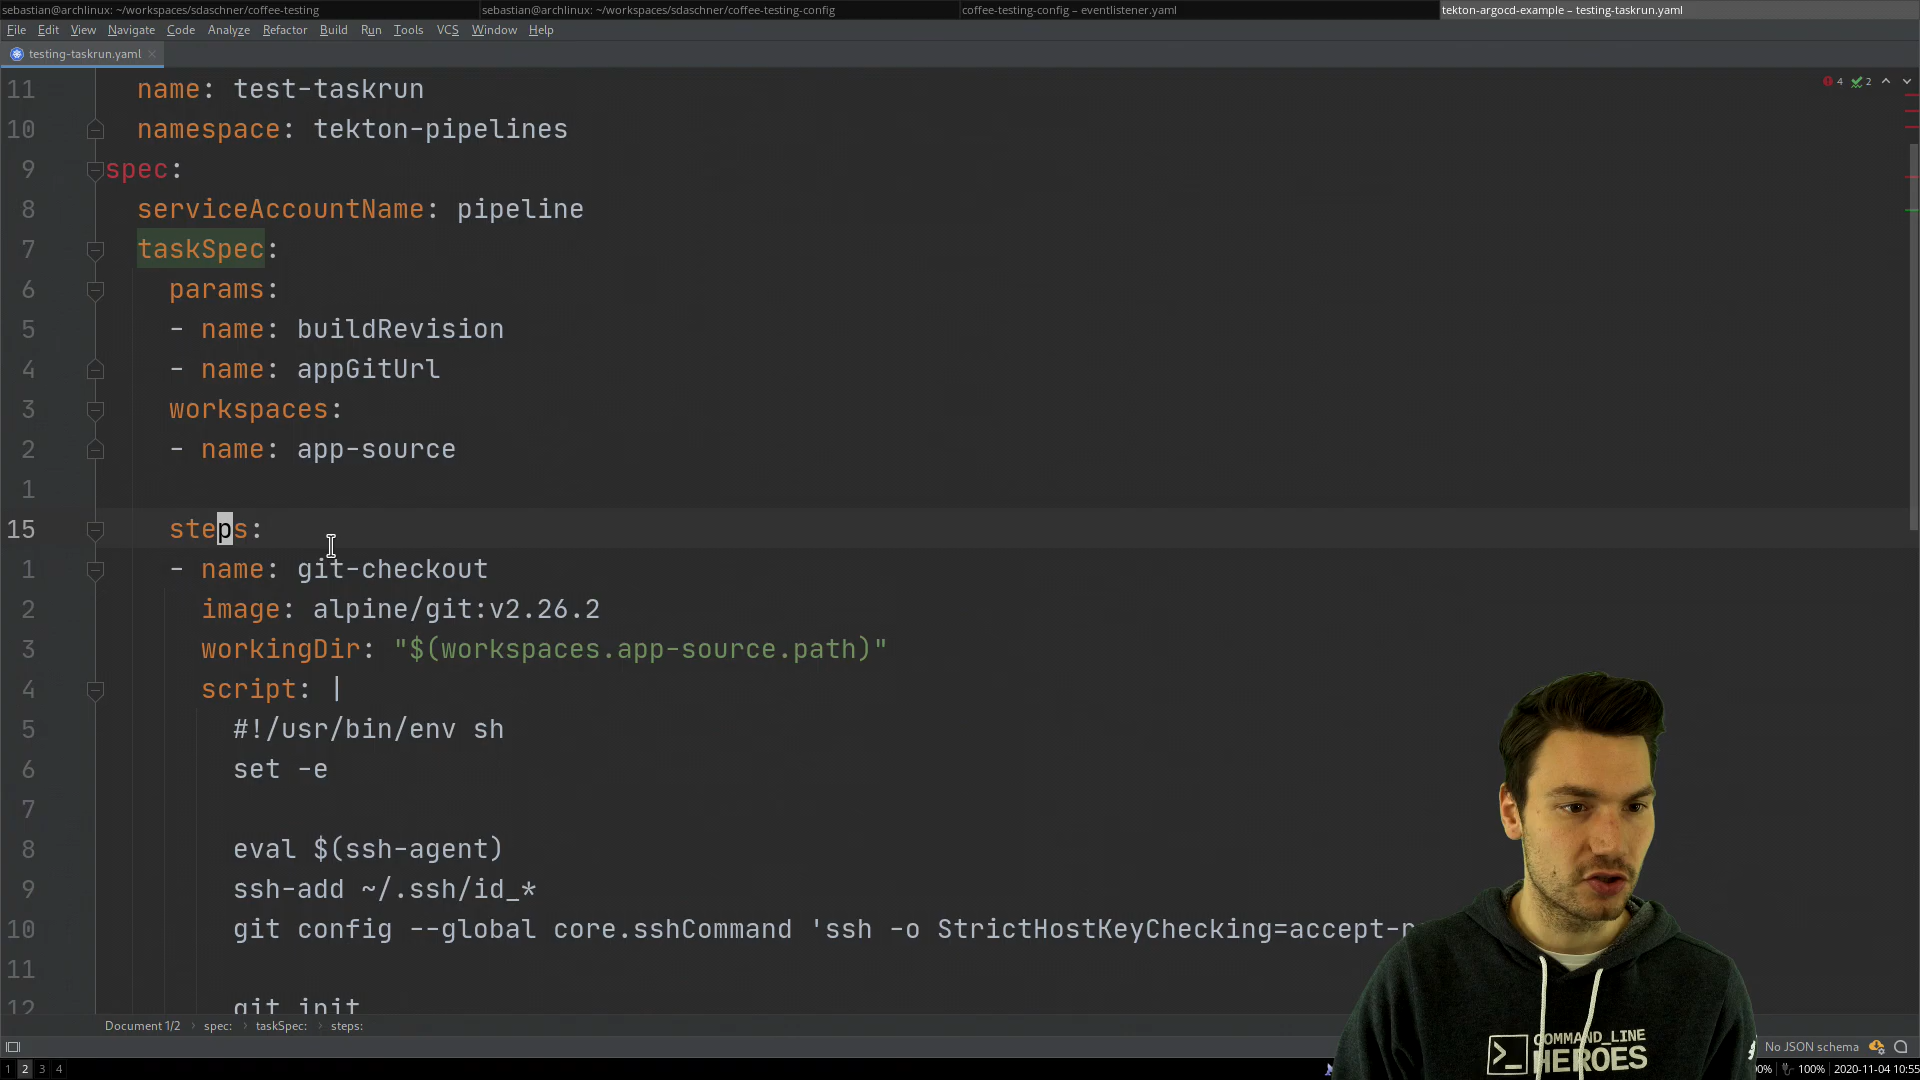 sebastian@archlinux: ~/workspaces/sdaschner/coffee-testing
sebastian@archlinux: ~/workspaces/sdaschner/coffee-testing-config
coffee-testing-config – eventlistener.yaml
tekton-argocd-example – testing-taskrun.yaml
File Edit View Navigate Code Analyze Refactor Build Run Tools VCS Window Help
testing-taskrun.yaml
4 2
11 name: test-taskrun
10 namespace: tekton-pipelines
9 spec:
8 serviceAccountName: pipeline
7 taskSpec:
6 params:
5 - name: buildRevision
4 - name: appGitUrl
3 workspaces:
2 - name: app-source
1
15 steps:
1 - name: git-checkout
2 image: alpine/git:v2.26.2
3 workingDir: "$(workspaces.app-source.path)"
4 script: |
5 #!/usr/bin/env sh
6 set -e
7
8 eval $(ssh-agent)
9 ssh-add ~/.ssh/id_*
10 git config --global core.sshCommand 'ssh -o StrictHostKeyChecking=accept-n
11
12 git init
Document 1/2 › spec: › taskSpec: › steps:
COMMAND_LINE
HEROES
No JSON schema
1 2 3 4
00% 100% 2020-11-04 10:55